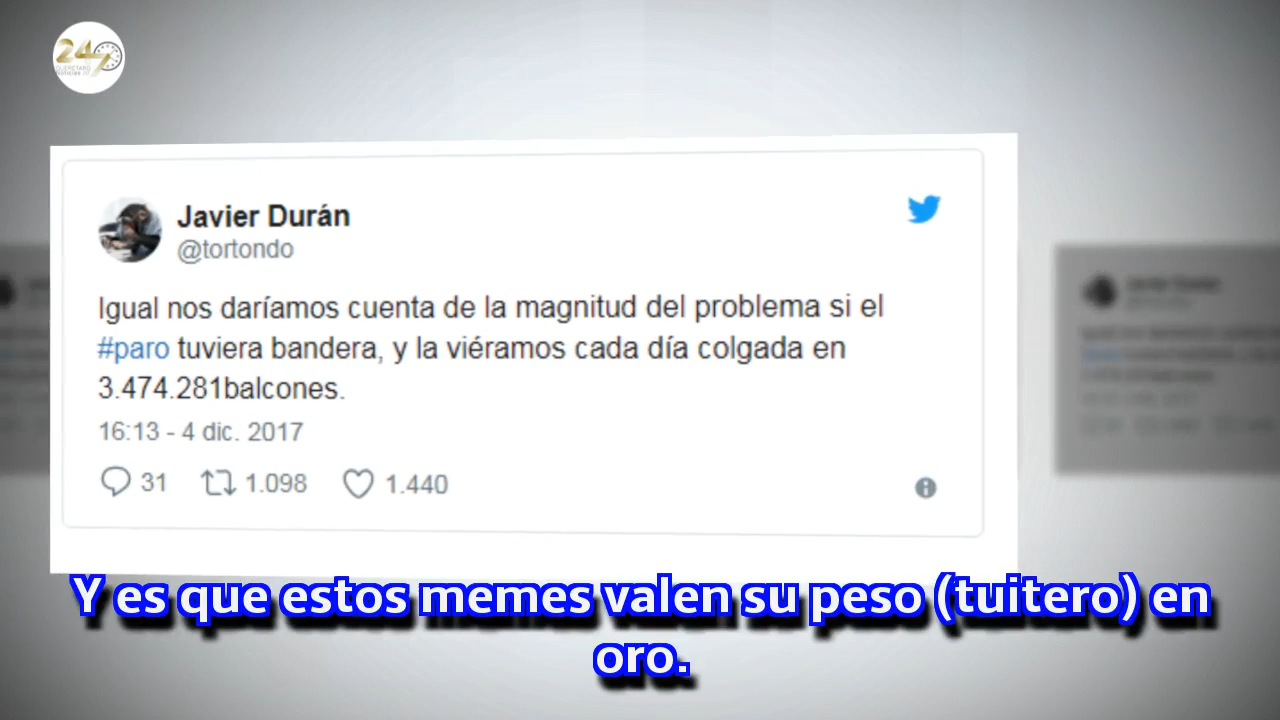 247
QUERETARO
Javier Durán
@tortondo
Igual nos daríamos cuenta de la magnitud del problema si el
#paro tuviera bandera, y la viéramos cada día colgada en
3.474.281balcones.
16:13 - 4 dic. 2017
31 1.098 1.440
Y es que estos memes valen su peso (tuitero) en
oro.